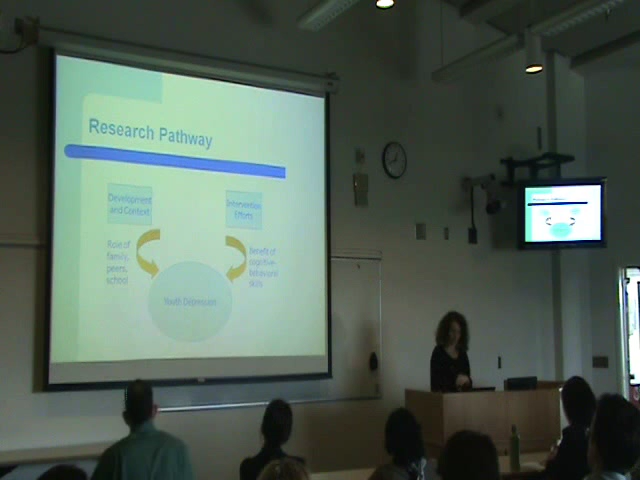 Research Pathway
Development
and Context
Intervention
Efforts
Role of
family,
peers,
school
Benefit of
cognitive-
behavioral
skills
Youth Depression